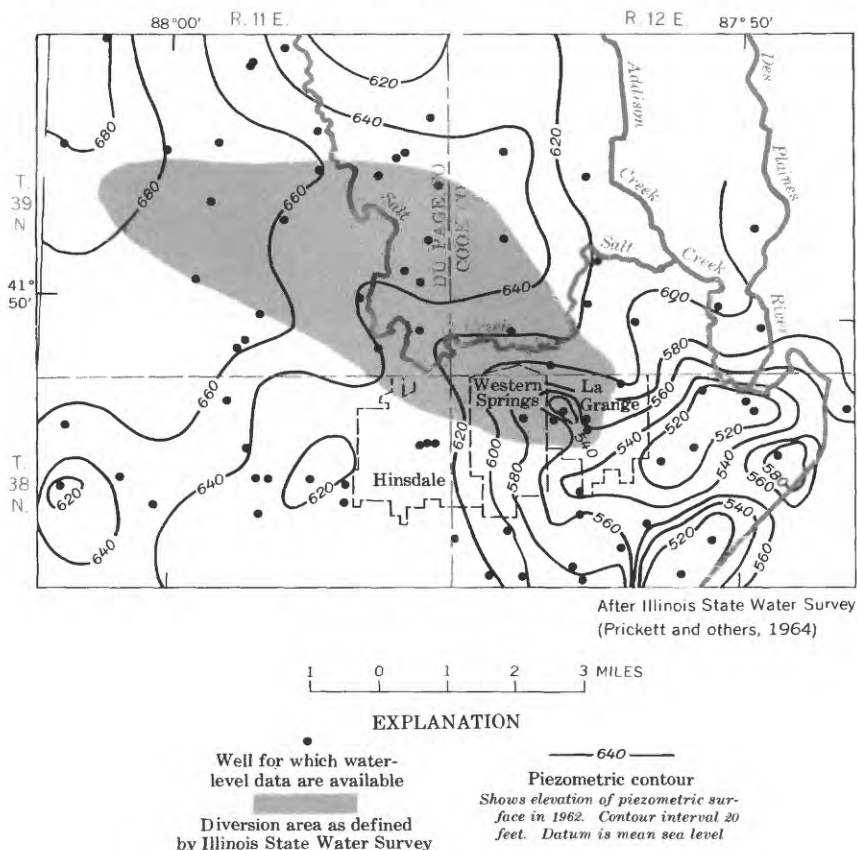 88°00' R. 11 E. R. 12 E. 87°50'
620
640
620
680
680
660
Addison
Creek
Des
Plaines
River
T.
39
N
Salt
DU PAGE CO
COOK CO
Salt
Creek
41°
50'
640
600
Creek
580
660
Western
Springs
La
Grange
560
540
540
520
620
600
580
540
580
560
T.
38
N.
Hinsdale
620
640
620
640
560
520
540
560
After Illinois State Water Survey
(Prickett and others, 1964)
1 0 1 2 3 MILES
EXPLANATION
Well for which water-
level data are available
Diversion area as defined
by Illinois State Water Survey
640
Piezometric contour
Shows elevation of piezometric sur-
face in 1962. Contour interval 20
feet. Datum is mean sea level